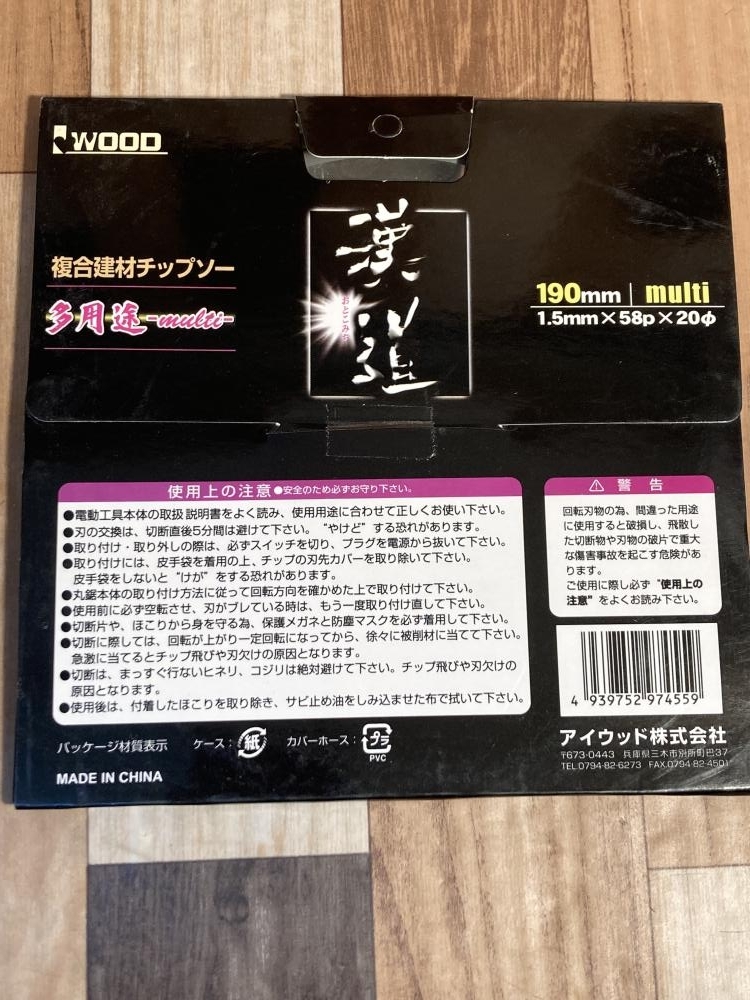 WOOD
複合建材チップソー
多用途-multi-
漢道
おとこみち
190mm | multi
1.5mm×58p×20φ
使用上の注意●安全のため必ずお守り下さい。
●電動工具本体の取扱説明書をよく読み、使用用途に合わせて正しくお使い下さい。
●刃の交換は、切断直後5分間は避けて下さい。“やけど”する恐れがあります。
●取り付け・取り外しの際は、必ずスイッチを切り、プラグを電源から抜いて下さい。
●取り付けには、皮手袋を着用の上、チップの刃先カバーを取り除いて下さい。
皮手袋をしないと“けが”をする恐れがあります。
●丸鋸本体の取り付け方法に従って回転方向を確かめた上で取り付けて下さい。
●使用前に必ず空転させ、刃がブレている時は、もう一度取り付け直して下さい。
●切断片や、ほこりから身を守る為、保護メガネと防塵マスクを必ず着用して下さい。
●切断に際しては、回転が上がり一定回転になってから、徐々に被削材に当てて下さい。
急激に当てるとチップ飛びや刃欠けの原因となります。
●切断は、まっすぐ行ないヒネリ、コジリは絶対避けて下さい。チップ飛びや刃欠けの
原因となります。
●使用後は、付着したほこりを取り除き、サビ止め油をしみ込ませた布で拭いて下さい。
⚠ 警告
回転刃物の為、間違った用途
に使用すると破損し、飛散し
た切断物や刃物の破片で重大
な傷害事故を起こす危険があ
ります。
ご使用に際し必ず“使用上の
注意”をよくお読み下さい。
4 939752 974559
パッケージ材質表示 ケース：紙 カバーホース：プラ
PVC
MADE IN CHINA
アイウッド株式会社
〒673-0443 兵庫県三木市別所町巴37
TEL.0794-82-6273 FAX.0794-82-4501